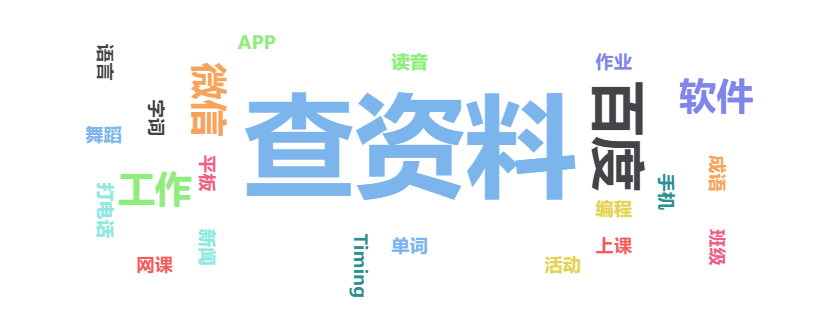 APP
语言
读音
作业
微信
软件
查资料
百度
字词
舞蹈
平板
成语
工作
手机
打电话
编程
新闻
单词
上课
班级
Timing
网课
活动